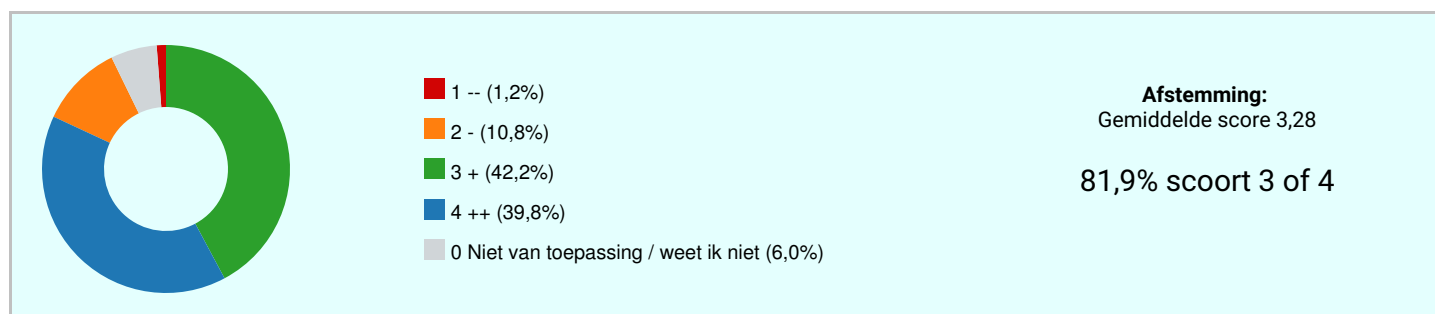 1 -- (1,2%)
2 - (10,8%)
3 + (42,2%)
4 ++ (39,8%)
0 Niet van toepassing / weet ik niet (6,0%)
Afstemming:
Gemiddelde score 3,28
81,9% scoort 3 of 4